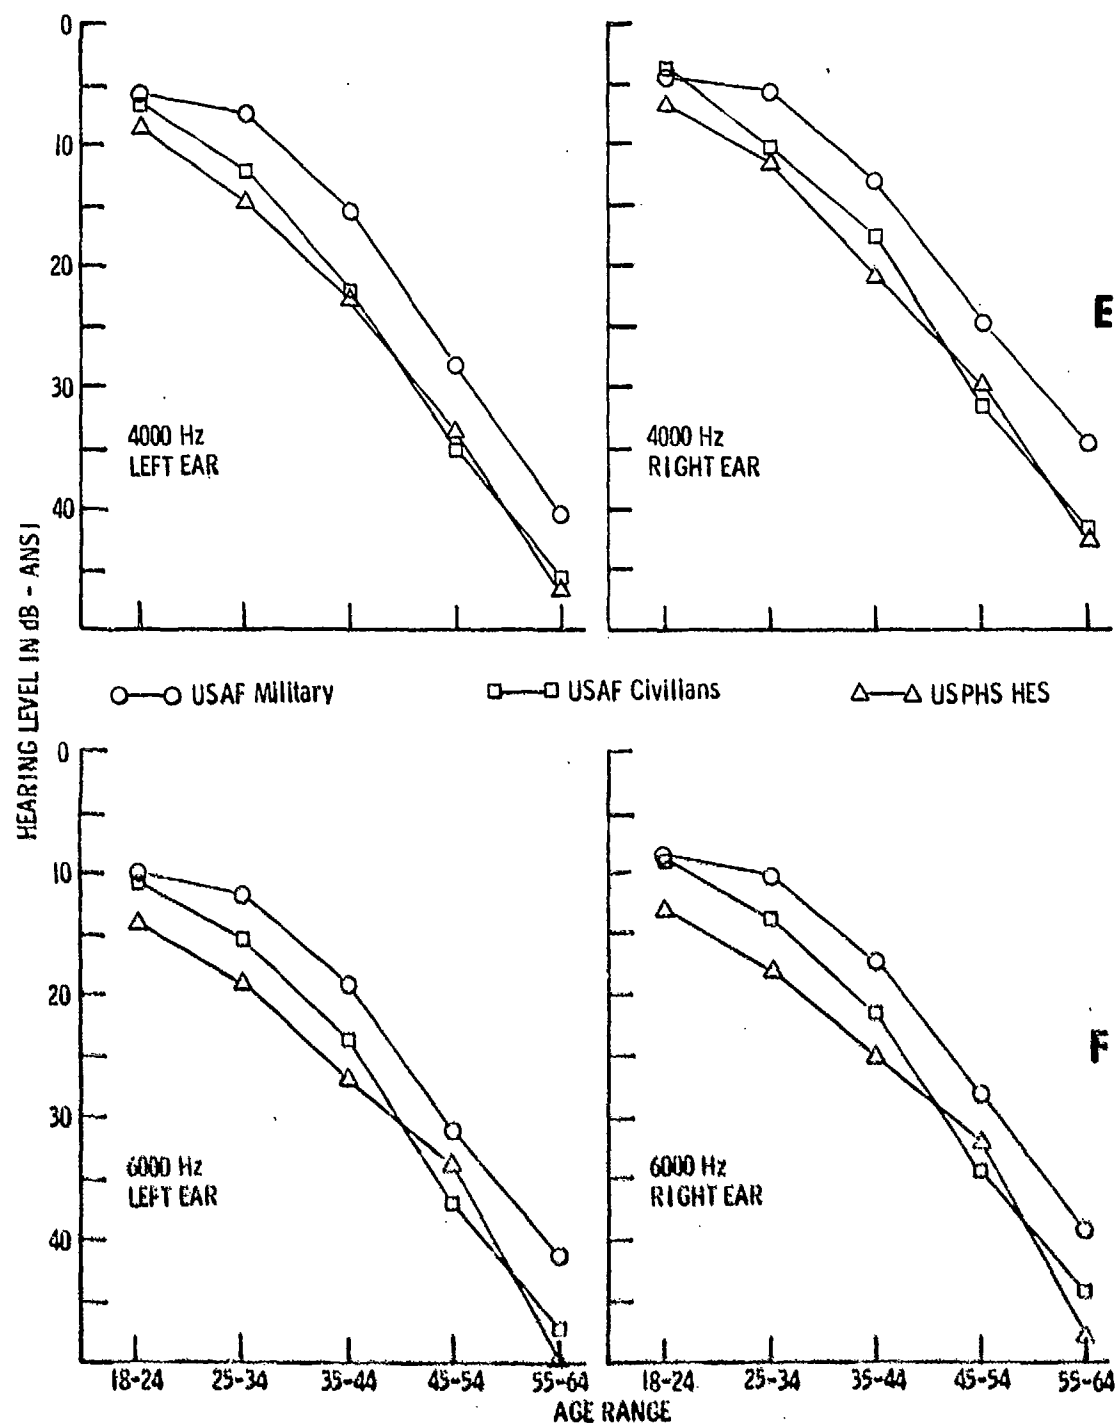 0
10
20
30
40
4000 Hz
LEFT EAR
4000 Hz
RIGHT EAR
E
HEARING LEVEL IN dB - ANSI
USAF Military
USAF Civilians
USPHS HES
0
10
20
30
40
6000 Hz
LEFT EAR
6000 Hz
RIGHT EAR
F
18-24 25-34 35-44 45-54 55-64 18-24 25-34 35-44 45-54 55-64
AGE RANGE